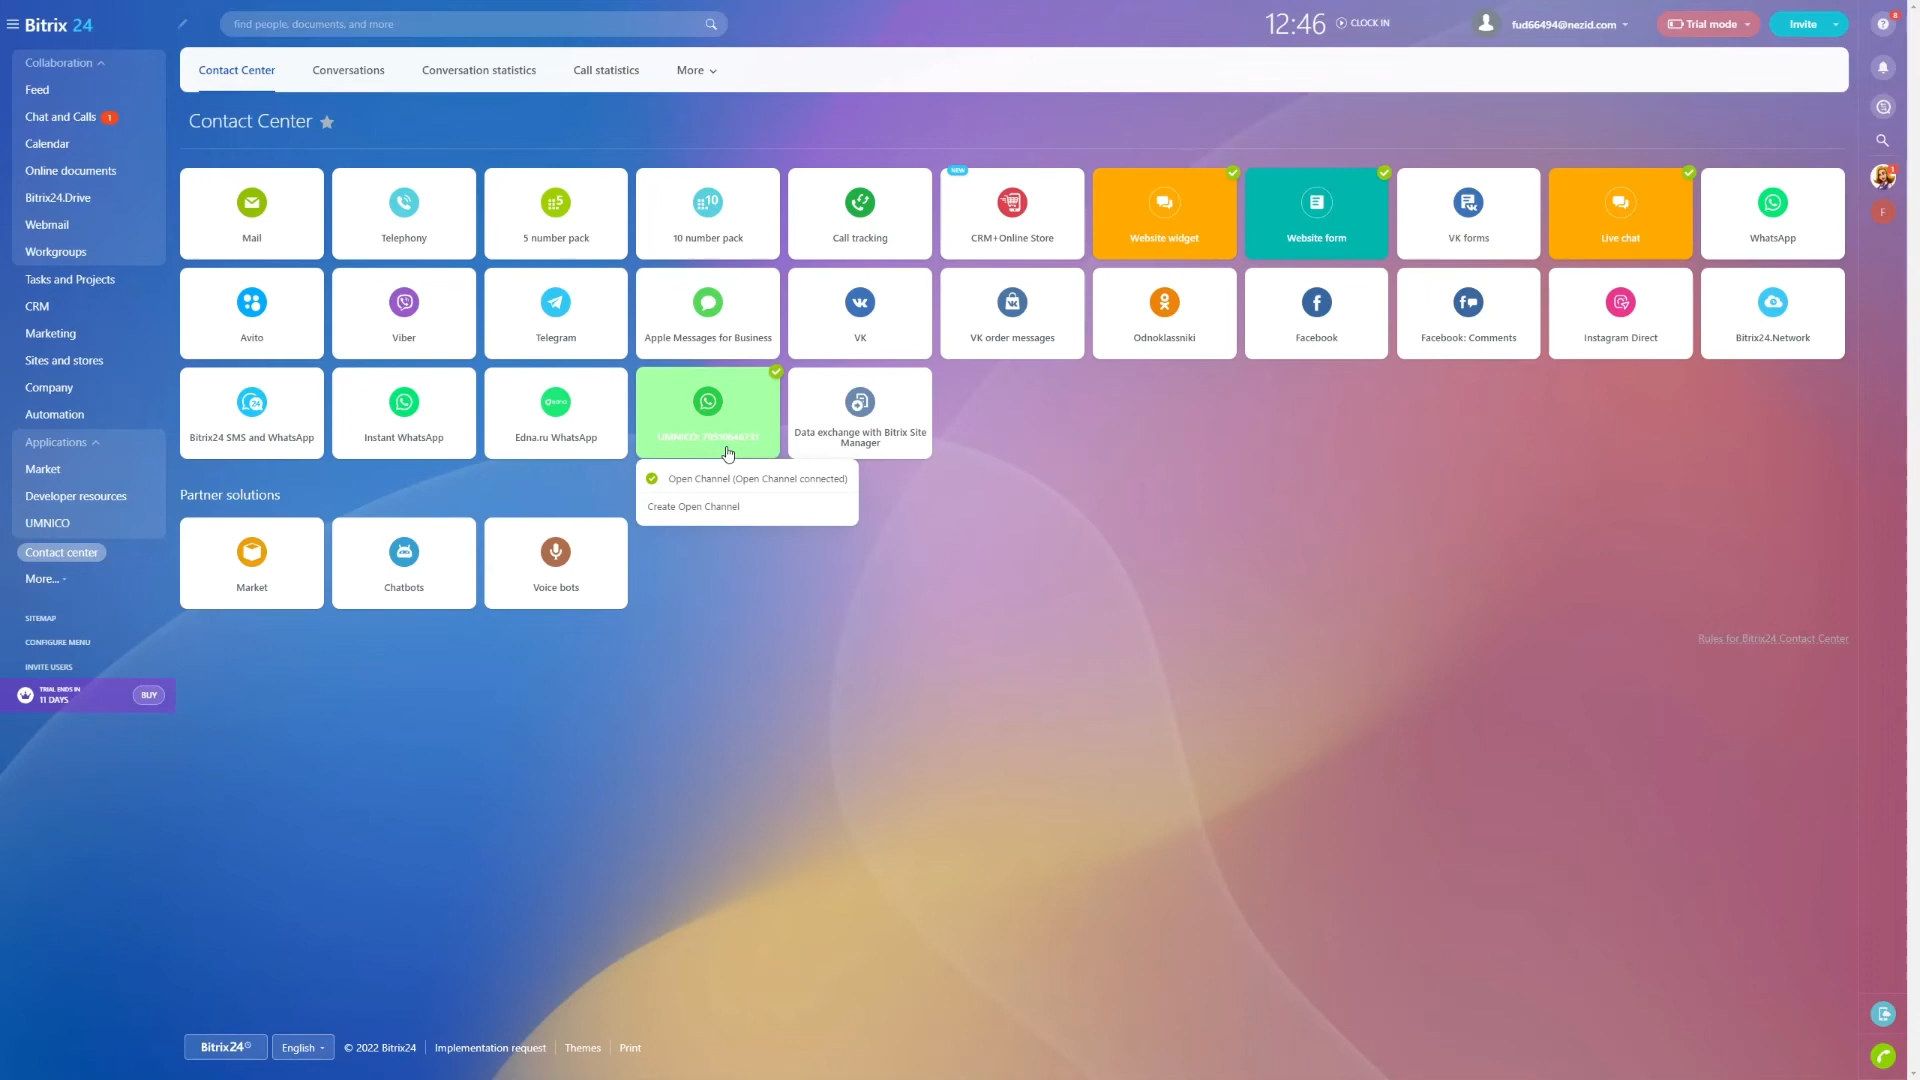 Bitrix 24
find people, documents, and more
12:46
CLOCK IN
fud66494@nezid.com
Trial mode
Invite
8
Collaboration
Feed
Chat and Calls 1
Calendar
Online documents
Bitrix24.Drive
Webmail
Workgroups
Tasks and Projects
CRM
Marketing
Sites and stores
Company
Automation
Applications
Market
Developer resources
UMNICO
Contact center
More...
SITEMAP
CONFIGURE MENU
INVITE USERS
TRIAL ENDS IN
11 DAYS
BUY
Contact Center
Conversations
Conversation statistics
Call statistics
More
Contact Center
Mail
Telephony
5
5 number pack
10
10 number pack
Call tracking
NEW
CRM+Online Store
Website widget
Website form
VK forms
Live chat
WhatsApp
Avito
Viber
Telegram
Apple Messages for Business
VK
VK order messages
Odnoklassniki
Facebook
Facebook: Comments
Instagram Direct
Bitrix24.Network
24
Bitrix24 SMS and WhatsApp
Instant WhatsApp
Edna.ru WhatsApp
UMNICO:
Data exchange with Bitrix Site
Manager
Open Channel (Open Channel connected)
Create Open Channel
Partner solutions
Market
Chatbots
Voice bots
Rules for Bitrix24 Contact Center
1
F
Bitrix24
English
© 2022 Bitrix24
Implementation request
Themes
Print